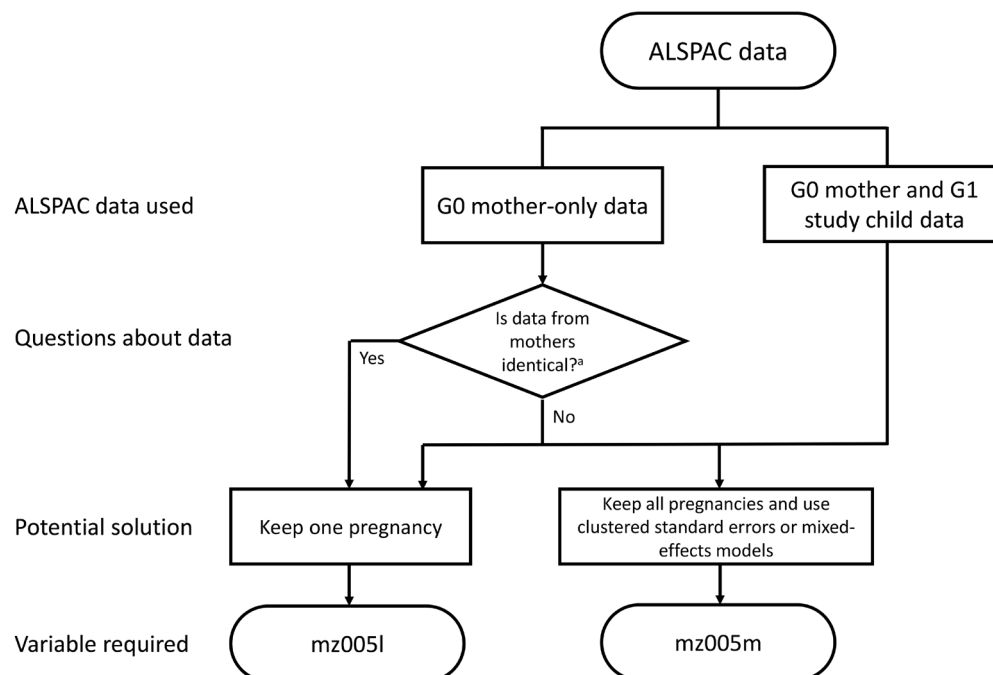 ALSPAC data
ALSPAC data used
G0 mother-only data
G0 mother and G1
study child data
Questions about data
Is data from
mothers
identical?ᵃ
Yes
No
Potential solution
Keep one pregnancy
Keep all pregnancies and use
clustered standard errors or mixed-
effects models
Variable required
mz005l
mz005m